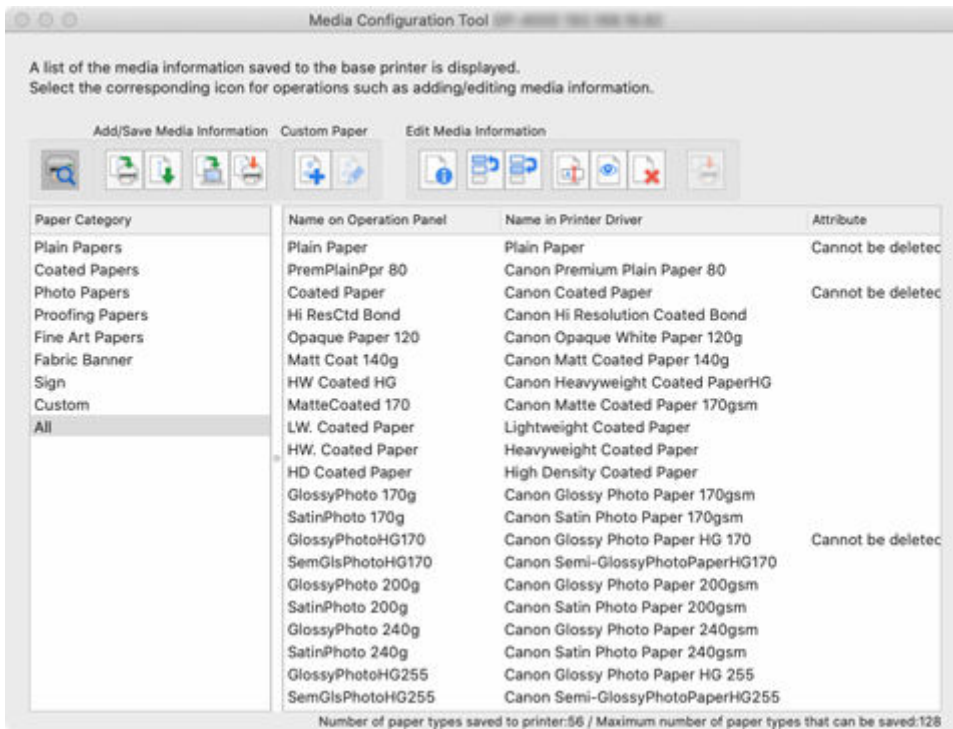 Media Configuration Tool
A list of the media information saved to the base printer is displayed.
Select the corresponding icon for operations such as adding/editing media information.
Add/Save Media Information Custom Paper Edit Media Information
Paper Category Name on Operation Panel Name in Printer Driver Attribute
Plain Papers Plain Paper Plain Paper Cannot be deleted
Coated Papers PremPlainPpr 80 Canon Premium Plain Paper 80
Photo Papers Coated Paper Canon Coated Paper Cannot be deleted
Proofing Papers Hi ResCtd Bond Canon Hi Resolution Coated Bond
Fine Art Papers Opaque Paper 120 Canon Opaque White Paper 120g
Fabric Banner Matt Coat 140g Canon Matt Coated Paper 140g
Sign HW Coated HG Canon Heavyweight Coated PaperHG
Custom MatteCoated 170 Canon Matte Coated Paper 170gsm
All LW. Coated Paper Lightweight Coated Paper
HW. Coated Paper Heavyweight Coated Paper
HD Coated Paper High Density Coated Paper
GlossyPhoto 170g Canon Glossy Photo Paper 170gsm
SatinPhoto 170g Canon Satin Photo Paper 170gsm
GlossyPhotoHG170 Canon Glossy Photo Paper HG 170 Cannot be deleted
SemGlsPhotoHG170 Canon Semi-GlossyPhotoPaperHG170
GlossyPhoto 200g Canon Glossy Photo Paper 200gsm
SatinPhoto 200g Canon Satin Photo Paper 200gsm
GlossyPhoto 240g Canon Glossy Photo Paper 240gsm
SatinPhoto 240g Canon Satin Photo Paper 240gsm
GlossyPhotoHG255 Canon Glossy Photo Paper HG 255
SemGlsPhotoHG255 Canon Semi-GlossyPhotoPaperHG255
Number of paper types saved to printer:56 / Maximum number of paper types that can be saved:128